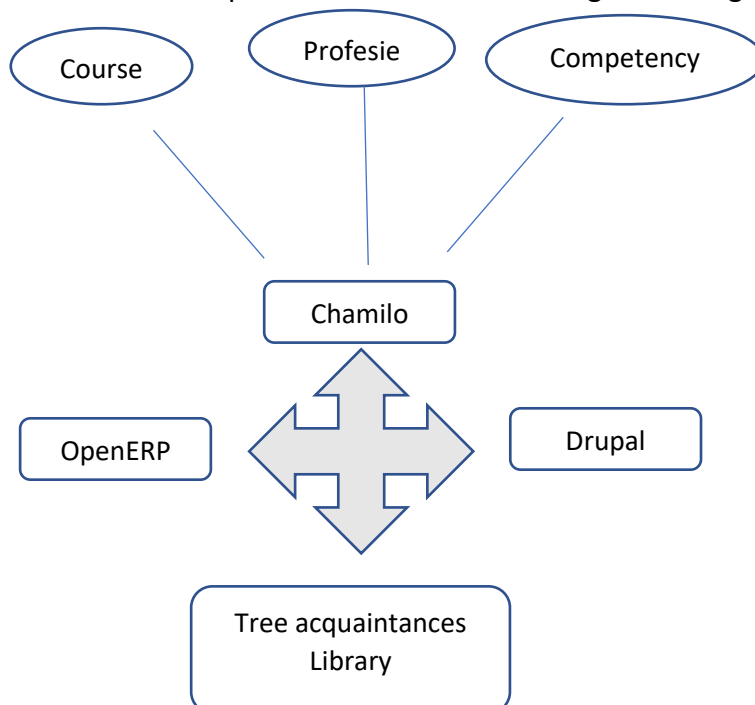 Course
Profesie
Competency
Chamilo
OpenERP
Drupal
Tree acquaintances
Library